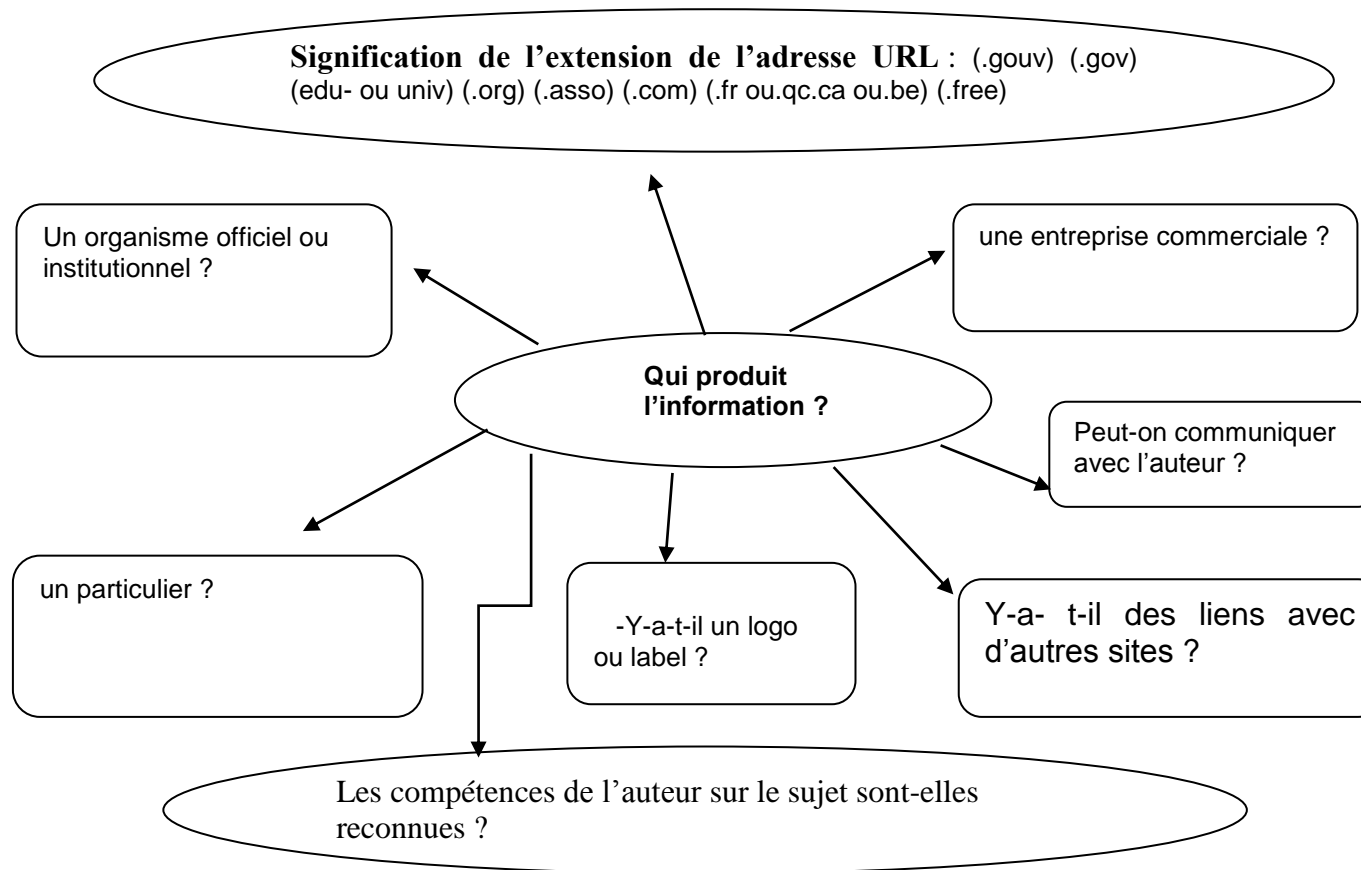 Signification de l’extension de l’adresse URL : (.gouv) (.gov)
(edu- ou univ) (.org) (.asso) (.com) (.fr ou.qc.ca ou.be) (.free)
Un organisme officiel ou
institutionnel ?
une entreprise commerciale ?
Qui produit
l’information ?
Peut-on communiquer
avec l’auteur ?
un particulier ?
-Y-a-t-il un logo
ou label ?
Y-a- t-il des liens avec
d’autres sites ?
Les compétences de l’auteur sur le sujet sont-elles
reconnues ?